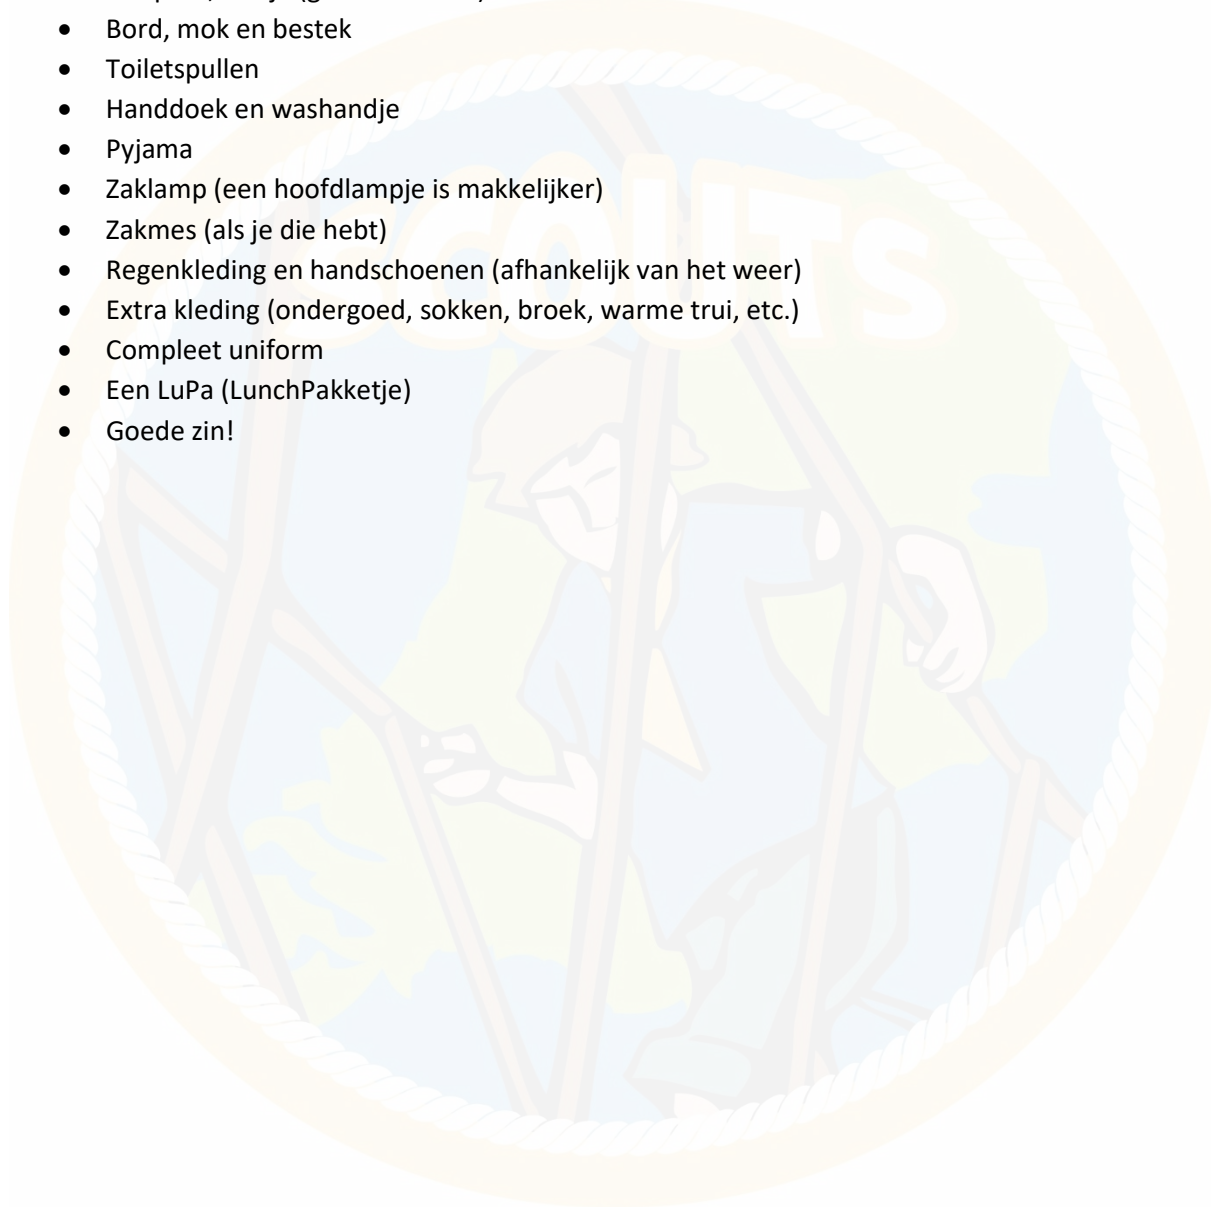 • Bord, mok en bestek
• Toiletspullen
• Handdoek en washandje
• Pyjama
• Zaklamp (een hoofdlampje is makkelijker)
• Zakmes (als je die hebt)
• Regenkleding en handschoenen (afhankelijk van het weer)
• Extra kleding (ondergoed, sokken, broek, warme trui, etc.)
• Compleet uniform
• Een LuPa (LunchPakketje)
• Goede zin!
SCOUTS